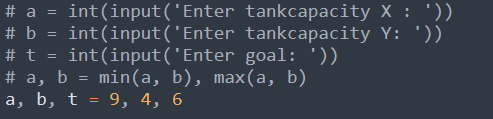 # a = int(input('Enter tankcapacity X : '))
# b = int(input('Enter tankcapacity Y: '))
# t = int(input('Enter goal: '))
# a, b = min(a, b), max(a, b)
a, b, t = 9, 4, 6